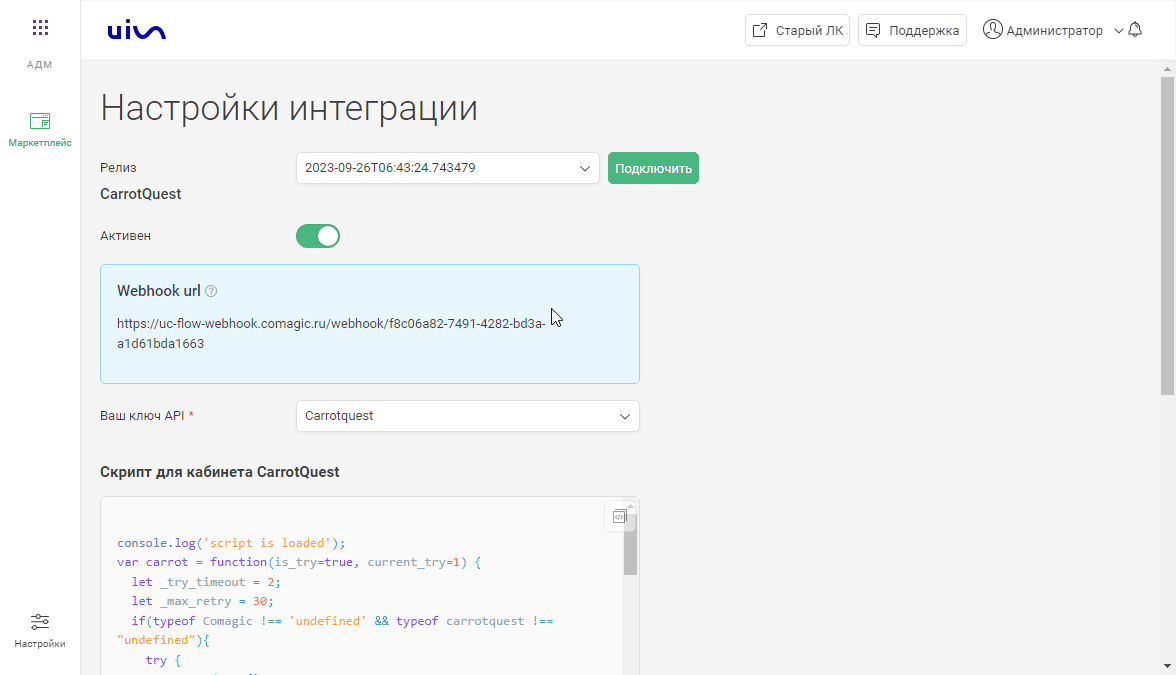 uis
Старый ЛК
Поддержка
Администратор
АДМ
Маркетплейс
Настройки
Настройки интеграции
Релиз
2023-09-26T06:43:24.743479
Подключить
CarrotQuest
Активен
Webhook url ?
https://uc-flow-webhook.comagic.ru/webhook/f8c06a82-7491-4282-bd3a-
a1d61bda1663
Ваш ключ API *
Carrotquest
Скрипт для кабинета CarrotQuest
console.log('script is loaded');
var carrot = function(is_try=true, current_try=1) {
let _try_timeout = 2;
let _max_retry = 30;
if(typeof Comagic !== 'undefined' && typeof carrotquest !==
"undefined"){
try {